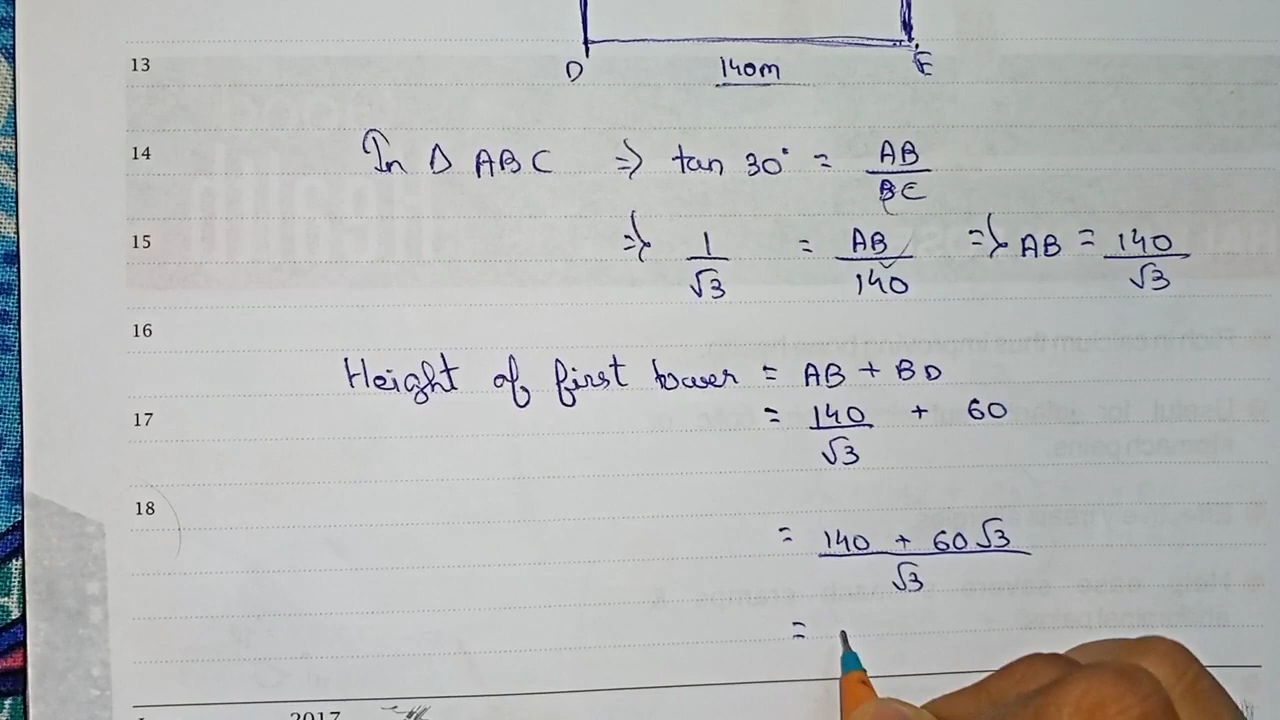 D 140m E
13
14 In Δ ABC ⇒ tan 30° = AB/BC
15 ⇒ 1/√3 = AB/140 ⇒ AB = 140/√3
16
Height of first tower = AB + BD
17 = 140/√3 + 60
18
= (140 + 60√3)/√3
=
2017